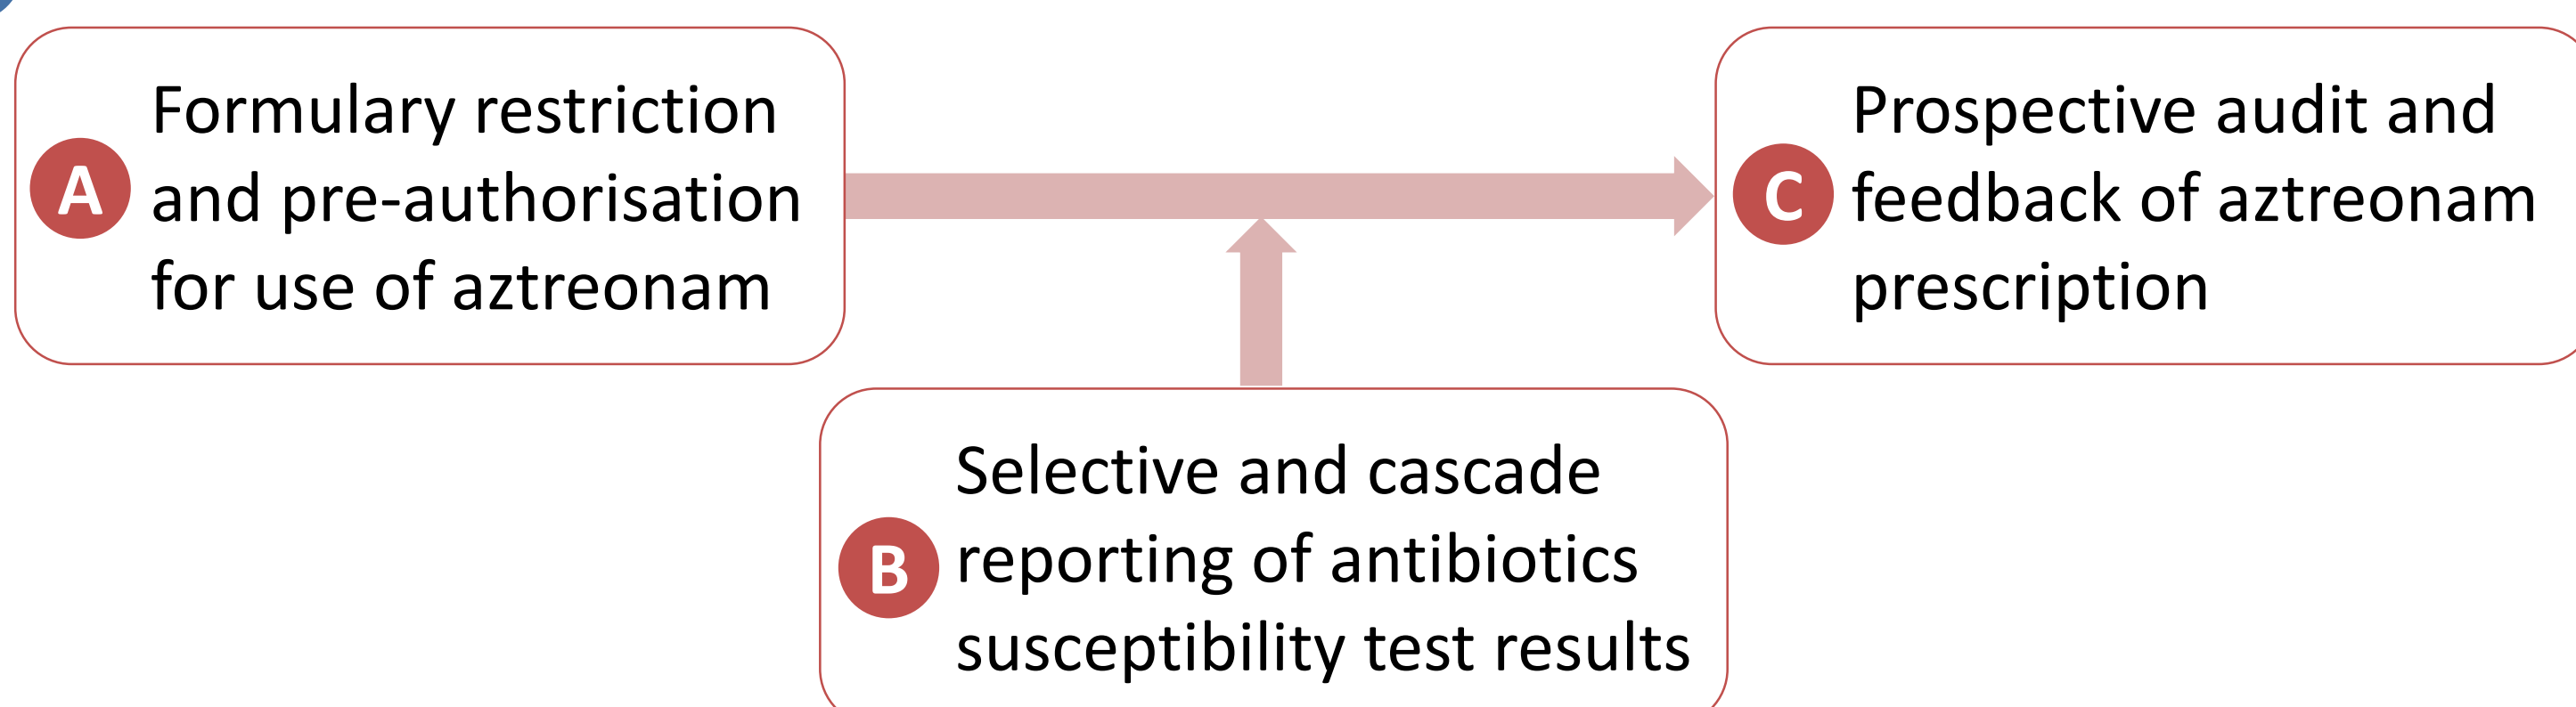 A
Formulary restriction
and pre-authorisation
for use of aztreonam
C
Prospective audit and
feedback of aztreonam
prescription
B
Selective and cascade
reporting of antibiotics
susceptibility test results